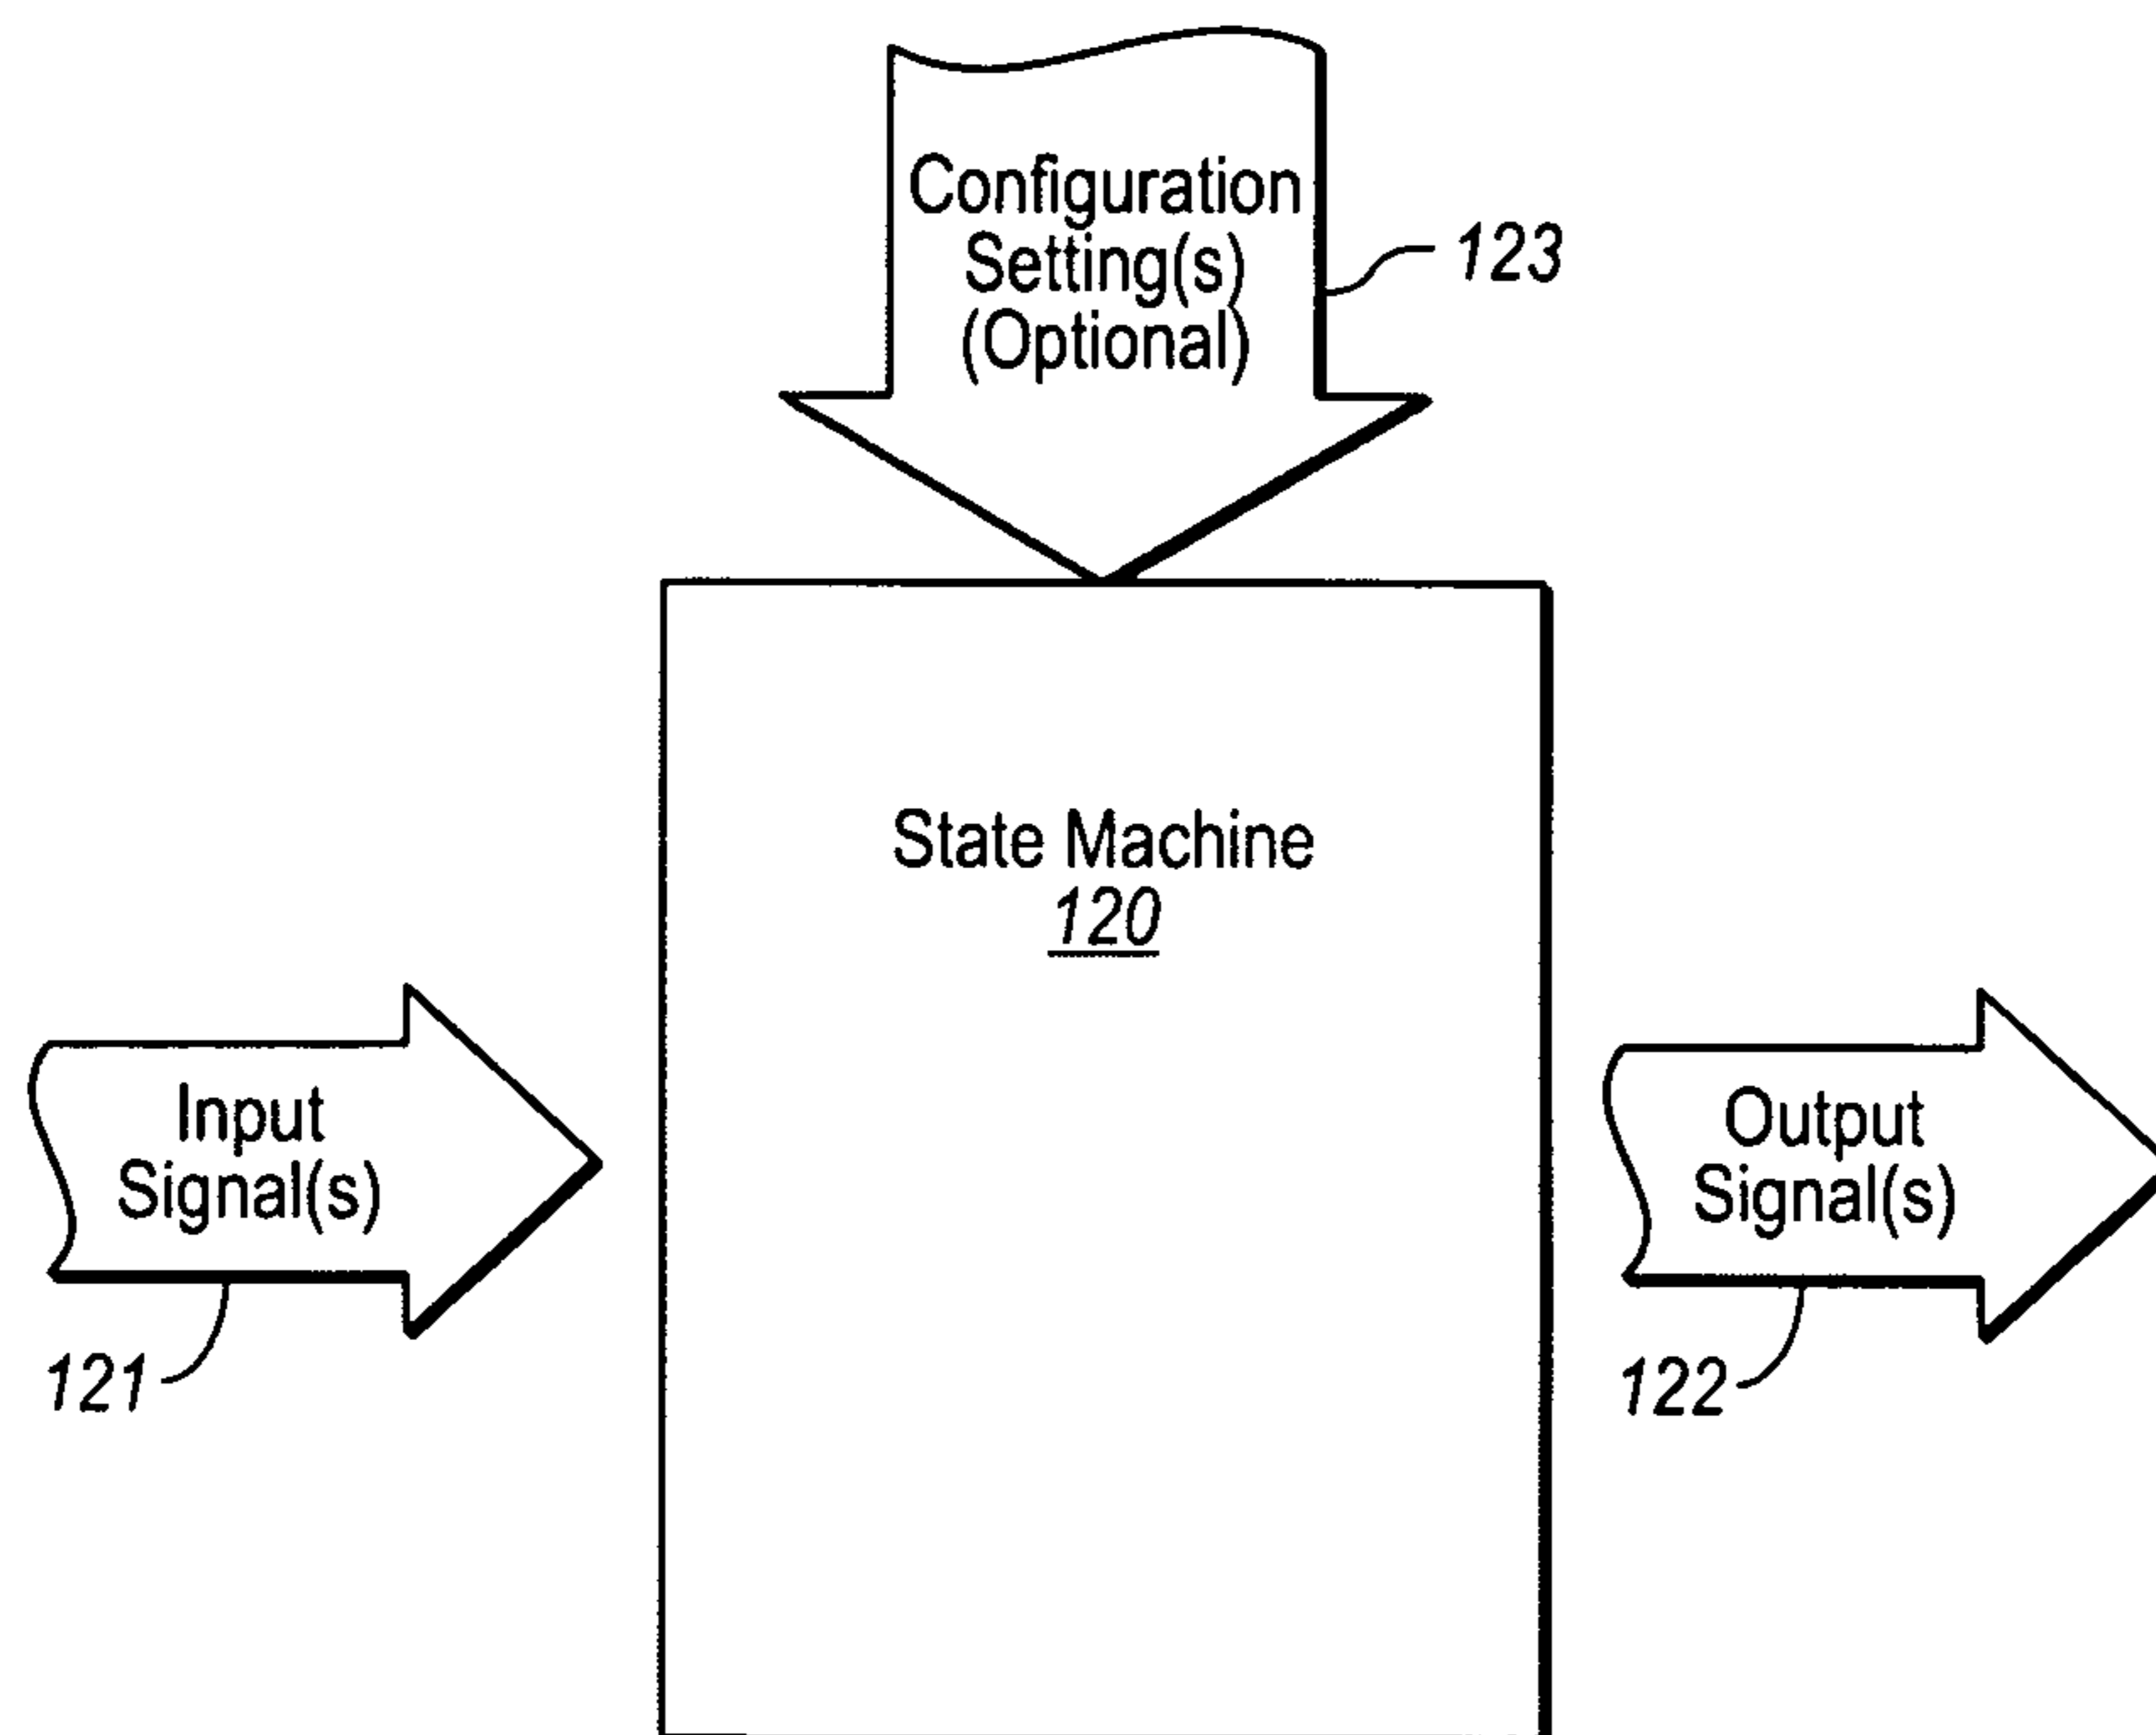 Configuration
Setting(s)
(Optional)
123
State Machine
120
Input
Signal(s)
121
Output
Signal(s)
122